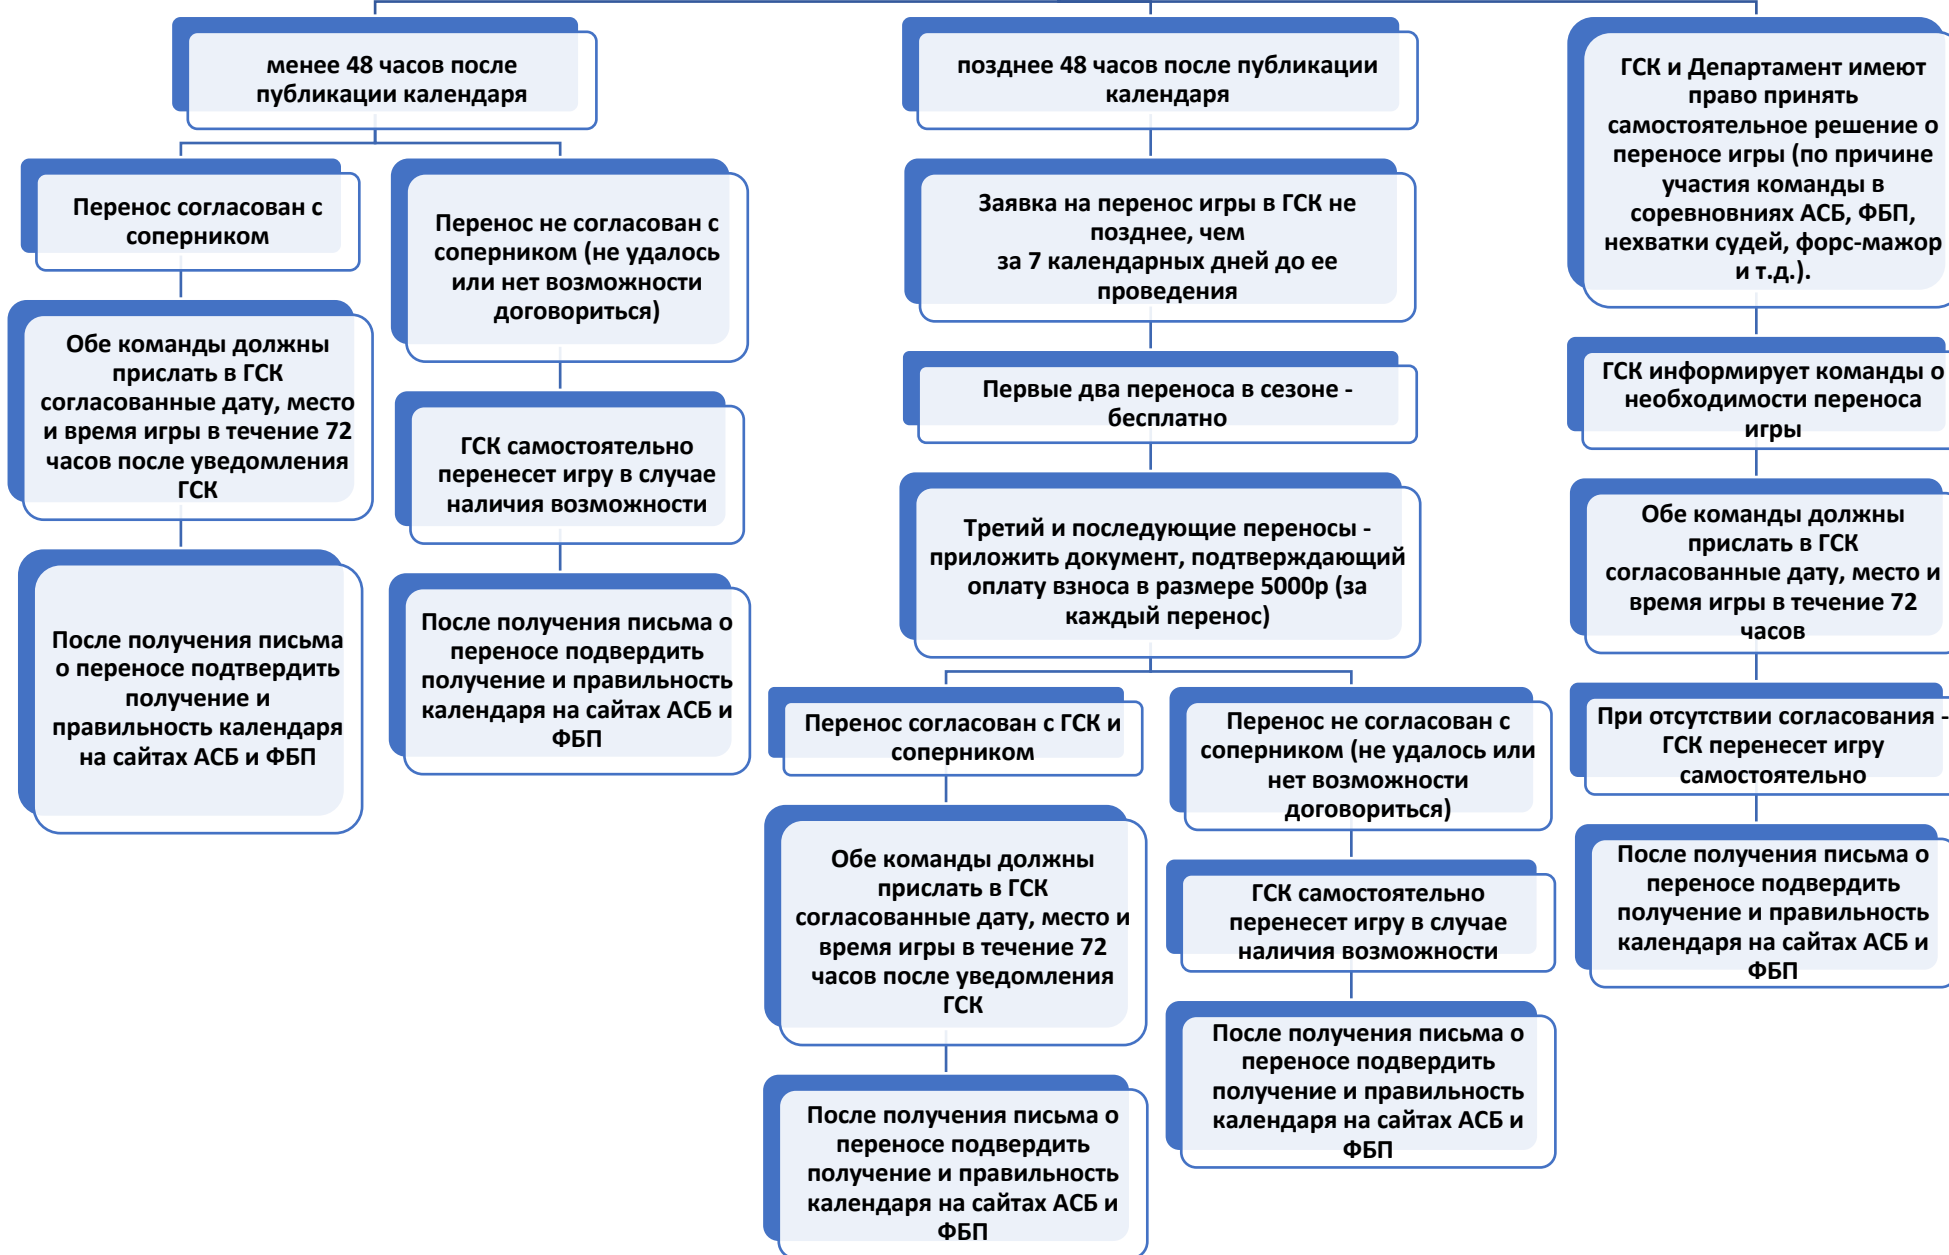 менее 48 часов после
публикации календаря
Перенос согласован с
соперником
Обе команды должны
прислать в ГСК
согласованные дату, место
и время игры в течение 72
часов после уведомления
ГСК
После получения письма
о переносе подтвердить
получение и
правильность календаря
на сайтах АСБ и ФБП
Перенос не согласован с
соперником (не удалось
или нет возможности
договориться)
ГСК самостоятельно
перенесет игру в случае
наличия возможности
После получения письма о
переносе подвердить
получение и правильность
календаря на сайтах АСБ и
ФБП
позднее 48 часов после публикации
календаря
Заявка на перенос игры в ГСК не
позднее, чем
за 7 календарных дней до ее
проведения
Первые два переноса в сезоне -
бесплатно
Третий и последующие переносы -
приложить документ, подтверждающий
оплату взноса в размере 5000р (за
каждый перенос)
Перенос согласован с ГСК и
соперником
Обе команды должны
прислать в ГСК
согласованные дату, место и
время игры в течение 72
часов после уведомления
ГСК
После получения письма о
переносе подвердить
получение и правильность
календаря на сайтах АСБ и
ФБП
Перенос не согласован с
соперником (не удалось или
нет возможности
договориться)
ГСК самостоятельно
перенесет игру в случае
наличия возможности
После получения письма о
переносе подвердить
получение и правильность
календаря на сайтах АСБ и
ФБП
ГСК и Департамент имеют
право принять
самостоятельное решение о
переносе игры (по причине
участия команды в
соревновниях АСБ, ФБП,
нехватки судей, форс-мажор
и т.д.).
ГСК информирует команды о
необходимости переноса
игры
Обе команды должны
прислать в ГСК
согласованные дату, место и
время игры в течение 72
часов
При отсутствии согласования -
ГСК перенесет игру
самостоятельно
После получения письма о
переносе подвердить
получение и правильность
календаря на сайтах АСБ и
ФБП